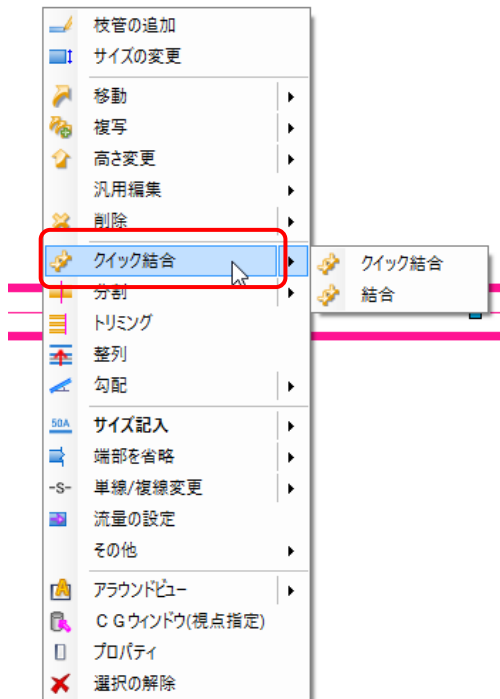 枝管の追加
サイズの変更
移動
複写
高さ変更
汎用編集
削除
クイック結合
クイック結合
結合
分割
トリミング
整列
勾配
50A サイズ記入
端部を省略
-S- 単線/複線変更
流量の設定
その他
A アラウンドビュー
ＣＧウィンドウ(視点指定)
プロパティ
選択の解除